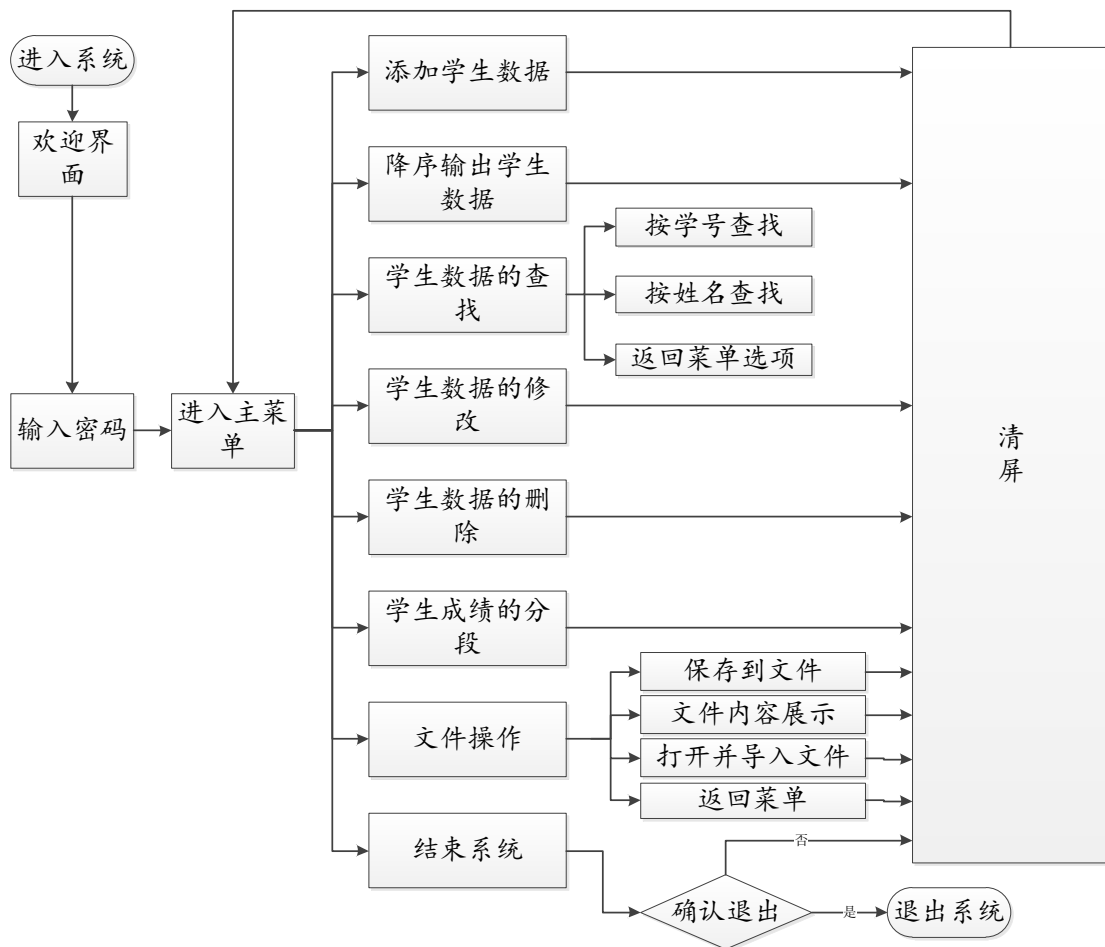 进入系统
欢迎界
面
输入密码
进入主菜
单
添加学生数据
降序输出学生
数据
学生数据的查
找
按学号查找
按姓名查找
返回菜单选项
学生数据的修
改
学生数据的删
除
学生成绩的分
段
文件操作
保存到文件
文件内容展示
打开并导入文件
返回菜单
结束系统
确认退出
否
是
退出系统
清
屏